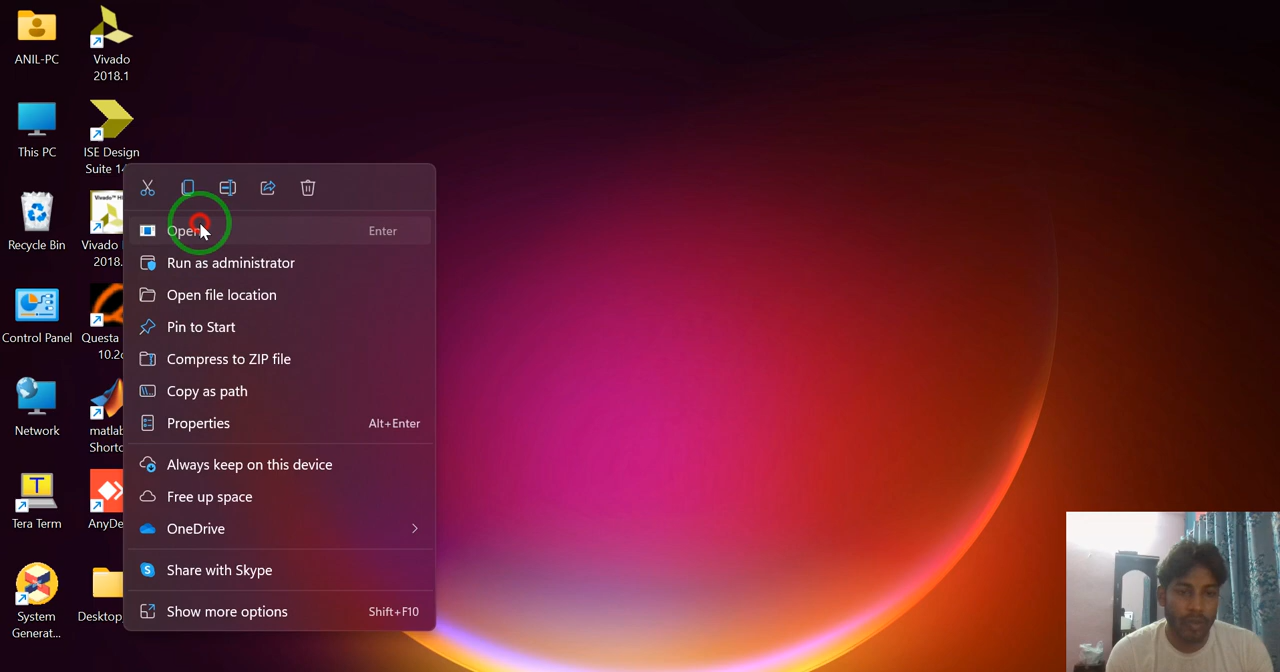 ANIL-PC
Vivado
2018.1
This PC
ISE Design
Suite 14
Recycle Bin
Vivado
2018.
Control Panel
Questa
10.2c
Network
matlab
Shortc
Tera Term
AnyDe
System
Generat...
Desktop
Open
Enter
Run as administrator
Open file location
Pin to Start
Compress to ZIP file
Copy as path
Properties
Alt+Enter
Always keep on this device
Free up space
OneDrive
Share with Skype
Show more options
Shift+F10